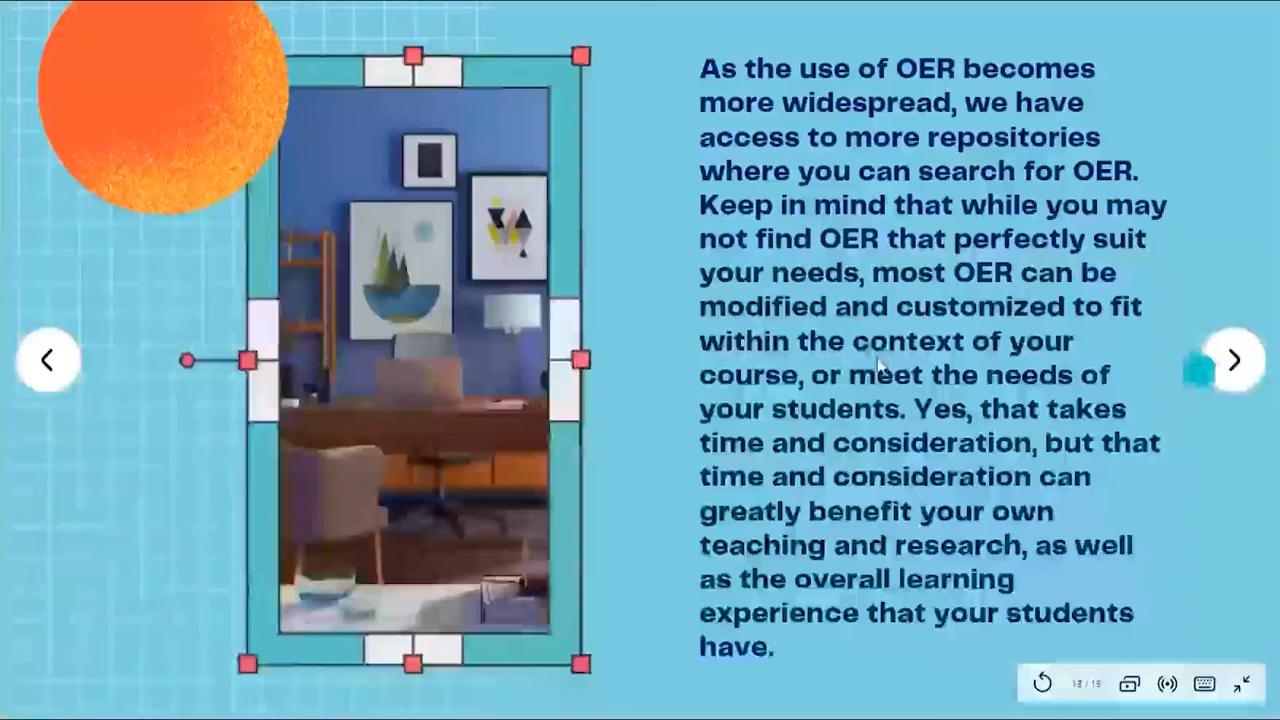 As the use of OER becomes
more widespread, we have
access to more repositories
where you can search for OER.
Keep in mind that while you may
not find OER that perfectly suit
your needs, most OER can be
modified and customized to fit
within the context of your
course, or meet the needs of
your students. Yes, that takes
time and consideration, but that
time and consideration can
greatly benefit your own
teaching and research, as well
as the overall learning
experience that your students
have.